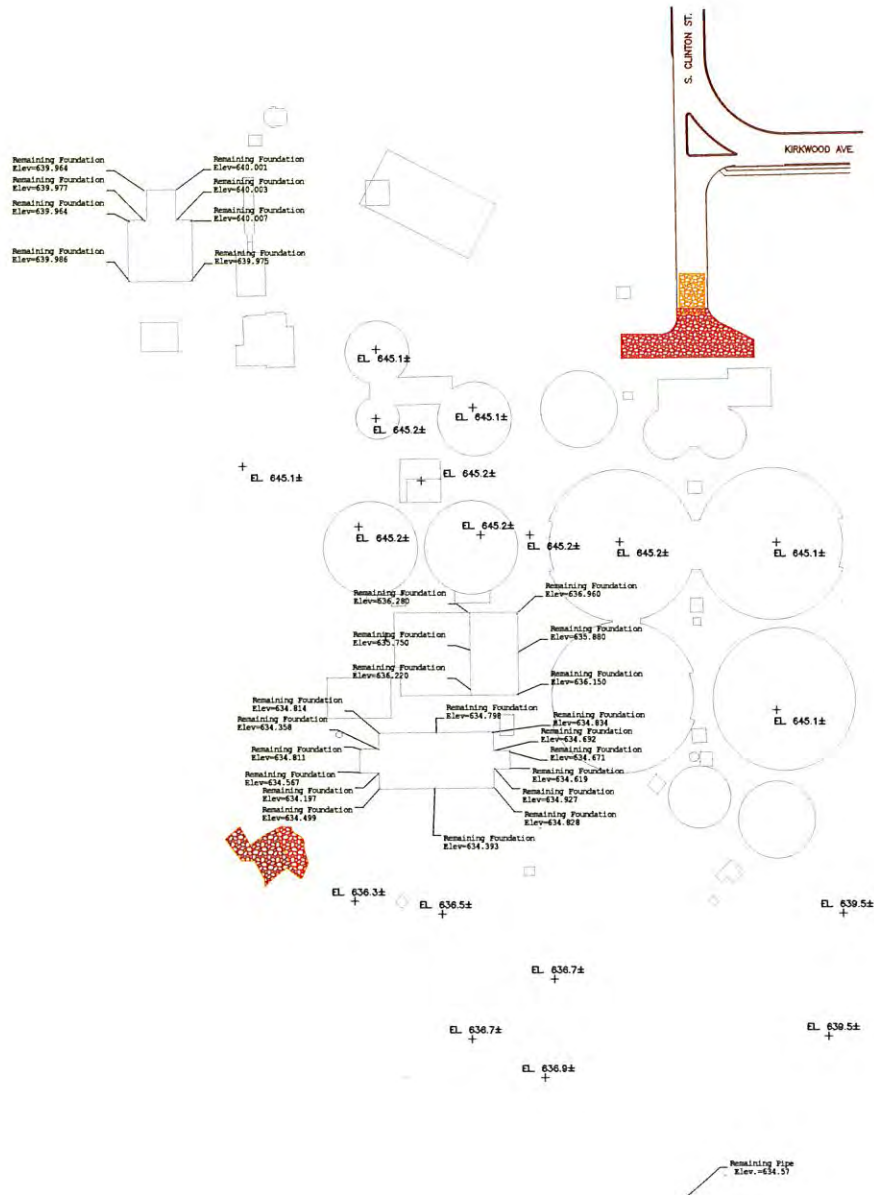 S. CLINTON ST.
KIRKWOOD AVE.
Remaining Foundation
Elev=639.964
Remaining Foundation
Elev=639.977
Remaining Foundation
Elev=639.964
Remaining Foundation
Elev=639.986
Remaining Foundation
Elev=640.001
Remaining Foundation
Elev=640.003
Remaining Foundation
Elev=640.007
Remaining Foundation
Elev=639.975
EL. 645.1±
EL. 645.2±
EL. 645.1±
EL. 645.1±
EL. 645.2±
EL. 645.2±
EL. 645.2±
EL. 645.2±
EL. 645.2±
EL. 645.1±
Remaining Foundation
Elev=636.280
Remaining Foundation
Elev=635.750
Remaining Foundation
Elev=636.220
Remaining Foundation
Elev=636.960
Remaining Foundation
Elev=635.880
Remaining Foundation
Elev=636.150
EL. 645.1±
Remaining Foundation
Elev=634.814
Remaining Foundation
Elev=634.358
Remaining Foundation
Elev=634.811
Remaining Foundation
Elev=634.567
Remaining Foundation
Elev=634.197
Remaining Foundation
Elev=634.499
Remaining Foundation
Elev=634.798
Remaining Foundation
Elev=634.834
Remaining Foundation
Elev=634.692
Remaining Foundation
Elev=634.671
Remaining Foundation
Elev=634.619
Remaining Foundation
Elev=634.927
Remaining Foundation
Elev=634.828
Remaining Foundation
Elev=634.393
EL. 636.3±
EL. 636.5±
EL. 639.5±
EL. 636.7±
EL. 636.7±
EL. 639.5±
EL. 636.9±
Remaining Pipe
Elev.=634.57